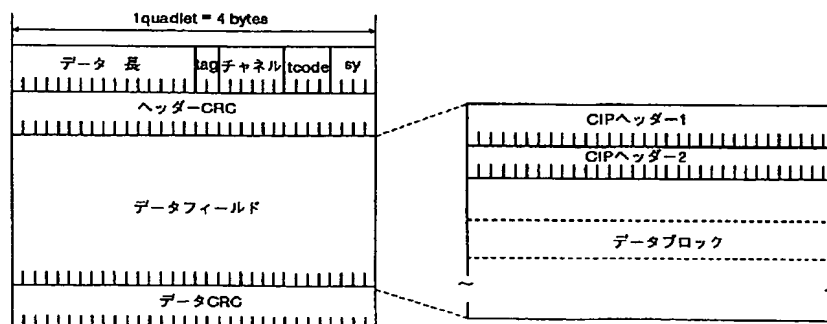 1quadlet = 4 bytes
データ 長 tag チャネル tcode sy
ヘッダーCRC
データフィールド
データCRC
CIPヘッダー1
CIPヘッダー2
データブロック